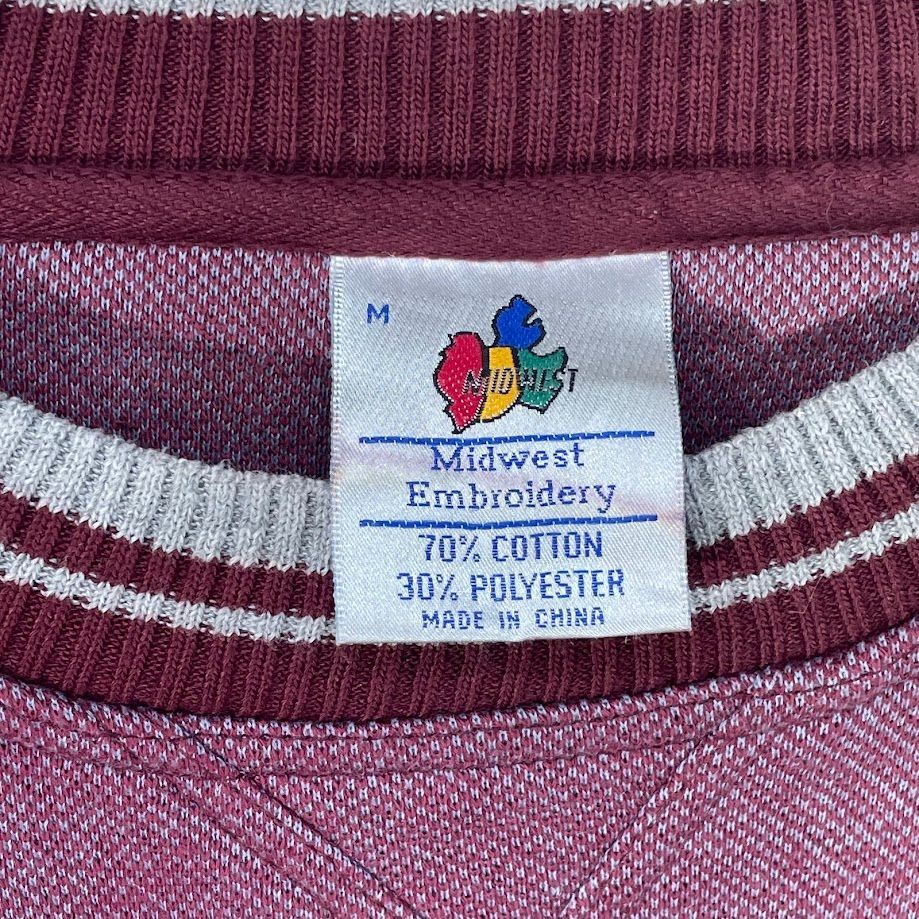 M
MIDWEST
Midwest
Embroidery
70% COTTON
30% POLYESTER
MADE IN CHINA